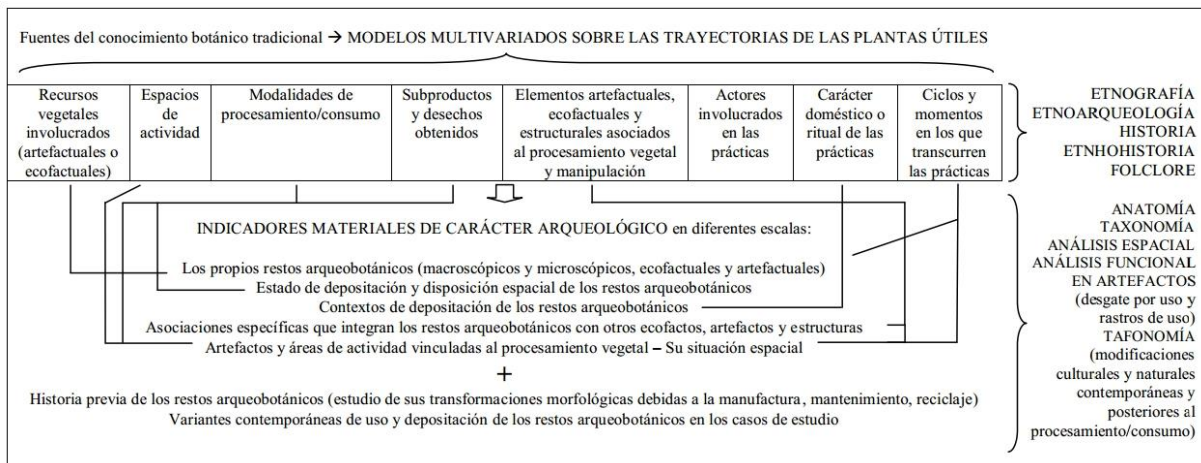 Fuentes del conocimiento botánico tradicional → MODELOS MULTIVARIADOS SOBRE LAS TRAYECTORIAS DE LAS PLANTAS ÚTILES
Recursos
vegetales
involucrados
(artefactuales o
ecofactuales)
Espacios
de
actividad
Modalidades de
procesamiento/consumo
Subproductos
y desechos
obtenidos
Elementos artefactuales,
ecofactuales y
estructurales asociados
al procesamiento vegetal
y manipulación
Actores
involucrados
en las
prácticas
Carácter
doméstico o
ritual de las
prácticas
Ciclos y
momentos
en los que
transcurren
las prácticas
ETNOGRAFÍA
ETNOARQUEOLOGÍA
HISTORIA
ETNHOHISTORIA
FOLCLORE
INDICADORES MATERIALES DE CARÁCTER ARQUEOLÓGICO en diferentes escalas:
Los propios restos arqueobotánicos (macroscópicos y microscópicos, ecofactuales y artefactuales)
Estado de depositación y disposición espacial de los restos arqueobotánicos
Contextos de depositación de los restos arqueobotánicos
Asociaciones específicas que integran los restos arqueobotánicos con otros ecofactos, artefactos y estructuras
Artefactos y áreas de actividad vinculadas al procesamiento vegetal – Su situación espacial
+
Historia previa de los restos arqueobotánicos (estudio de sus transformaciones morfológicas debidas a la manufactura, mantenimiento, reciclaje)
Variantes contemporáneas de uso y depositación de los restos arqueobotánicos en los casos de estudio
ANATOMÍA
TAXONOMÍA
ANÁLISIS ESPACIAL
ANÁLISIS FUNCIONAL
EN ARTEFACTOS
(desgate por uso y
rastros de uso)
TAFONOMÍA
(modificaciones
culturales y naturales
contemporáneas y
posteriores al
procesamiento/consumo)